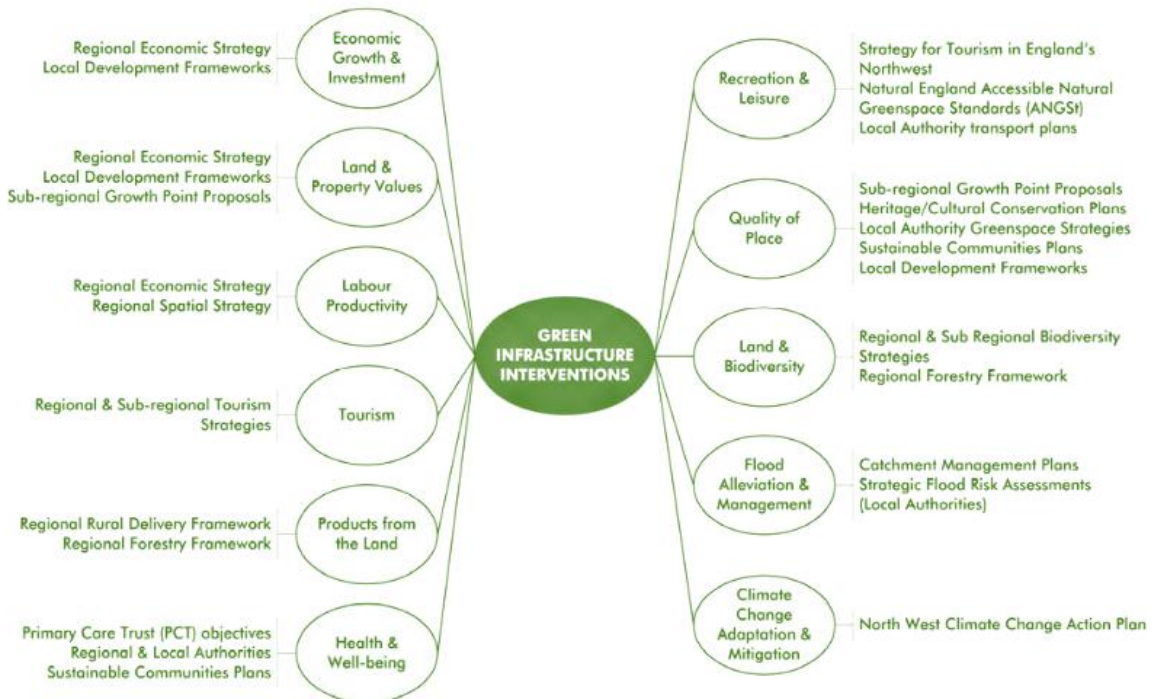 Regional Economic Strategy
Local Development Frameworks
Economic
Growth &
Investment
Regional Economic Strategy
Local Development Frameworks
Sub-regional Growth Point Proposals
Land &
Property Values
Regional Economic Strategy
Regional Spatial Strategy
Labour
Productivity
Regional & Sub-regional Tourism
Strategies
Tourism
Regional Rural Delivery Framework
Regional Forestry Framework
Products from
the Land
Primary Care Trust (PCT) objectives
Regional & Local Authorities
Sustainable Communities Plans
Health &
Well-being
GREEN
INFRASTRUCTURE
INTERVENTIONS
Recreation &
Leisure
Strategy for Tourism in England's
Northwest
Natural England Accessible Natural
Greenspace Standards (ANGSt)
Local Authority transport plans
Quality of
Place
Sub-regional Growth Point Proposals
Heritage/Cultural Conservation Plans
Local Authority Greenspace Strategies
Sustainable Communities Plans
Local Development Frameworks
Land &
Biodiversity
Regional & Sub Regional Biodiversity
Strategies
Regional Forestry Framework
Flood
Alleviation &
Management
Catchment Management Plans
Strategic Flood Risk Assessments
(Local Authorities)
Climate
Change
Adaptation &
Mitigation
North West Climate Change Action Plan